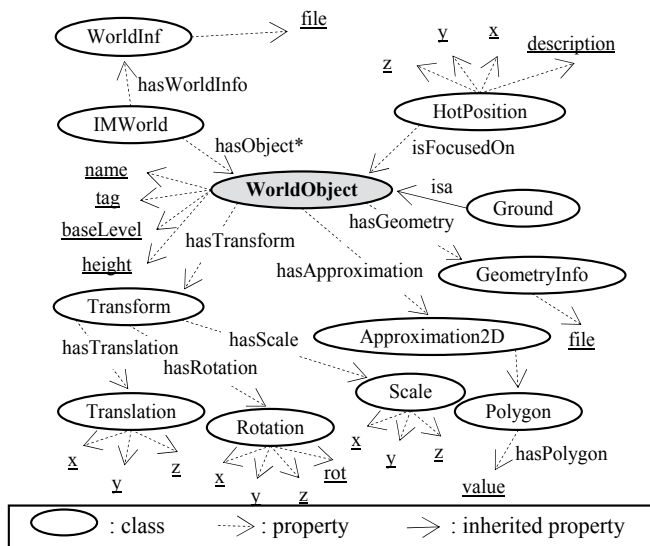 WorldInf
file
hasWorldInfo
IMWorld
hasObject*
z
y
x
description
HotPosition
isFocusedOn
name
tag
baseLevel
height
WorldObject
isa
Ground
hasTransform
hasGeometry
hasApproximation
GeometryInfo
file
Transform
hasScale
Approximation2D
hasTranslation
hasRotation
Translation
Rotation
Scale
Polygon
x
y
z
x
y
z
rot
x
y
z
hasPolygon
value
: class
: property
: inherited property